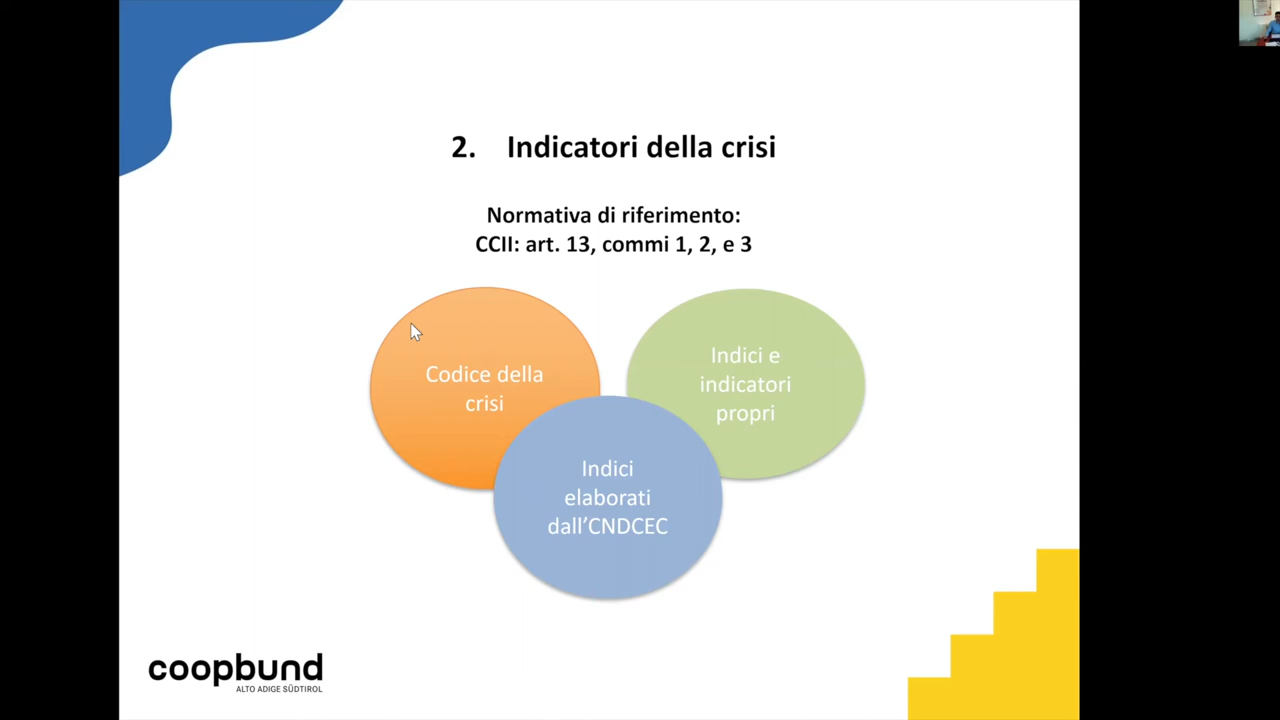 2. Indicatori della crisi
Normativa di riferimento:
CCII: art. 13, commi 1, 2, e 3
Codice della
crisi
Indici e
indicatori
propri
Indici
elaborati
dall’CNDCEC
coopbund
ALTO ADIGE SÜDTIROL